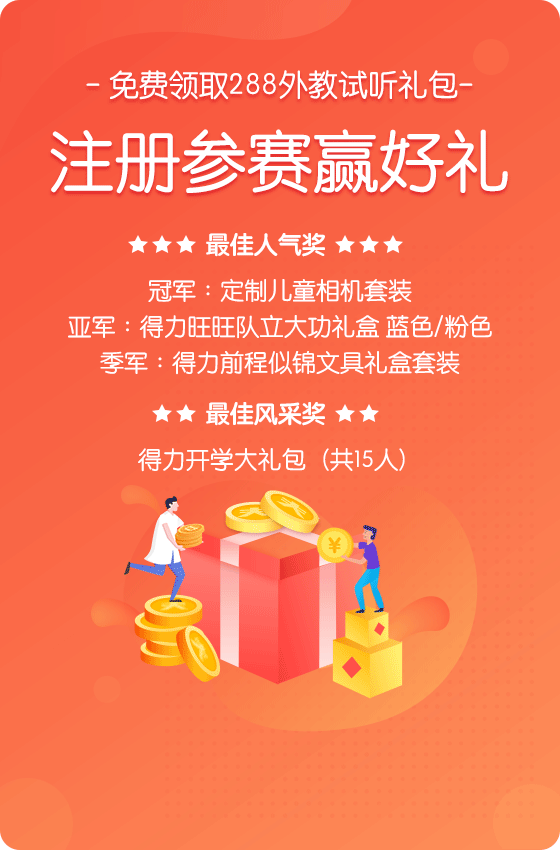 - 免费领取288外教试听礼包-
注册参赛赢好礼
★★★ 最佳人气奖 ★★★
冠军：定制儿童相机套装
亚军：得力旺旺队立大功礼盒 蓝色/粉色
季军：得力前程似锦文具礼盒套装
★★ 最佳风采奖 ★★
得力开学大礼包（共15人）
¥